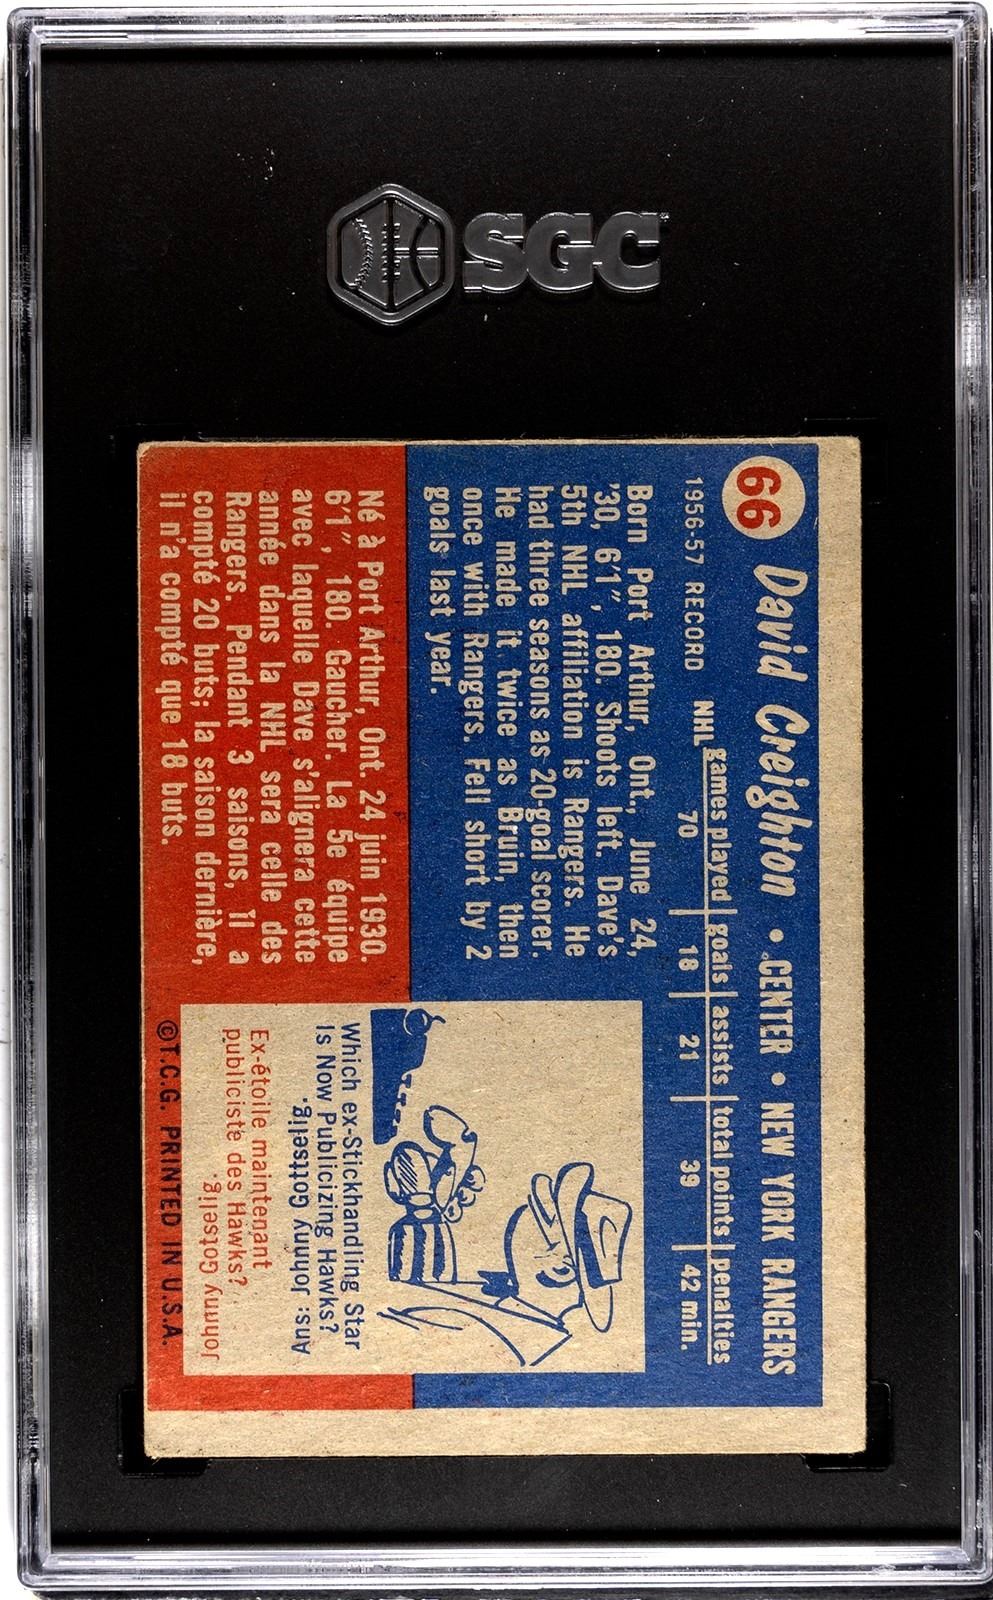 SGC
66 David Creighton • CENTER • NEW YORK RANGERS
1956-57 RECORD games played goals assists total points penalties
NHL 70 18 21 39 42 min.
Born Port Arthur, Ont., June 24,
'30, 6'1", 180. Shoots left. Dave's
5th NHL affiliation is Rangers. He
had three seasons as 20-goal scorer.
He made it twice as Bruin, then
once with Rangers. Fell short by 2
goals last year.
Né à Port Arthur, Ont. 24 juin 1930.
6'1", 180. Gaucher. La 5e équipe
avec laquelle Dave s'alignera cette
année dans la NHL sera celle des
Rangers. Pendant 3 saisons, il a
compté 20 buts; la saison dernière,
il n'a compté que 18 buts.
Which ex-Stickhandling Star
Is Now Publicizing Hawks?
Ans: Johnny Gottselig.
Ex-étoile maintenant
publiciste des Hawks?
Johnny Gottselig.
©T.C.G. PRINTED IN U.S.A.